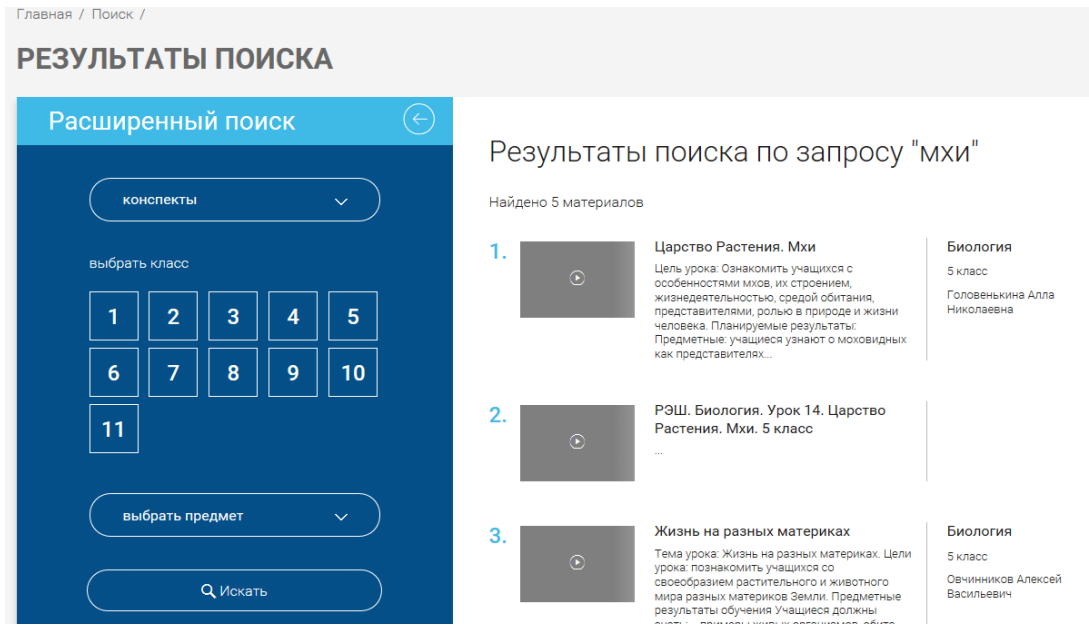 Главная / Поиск /
РЕЗУЛЬТАТЫ ПОИСКА
Расширенный поиск
конспекты
выбрать класс
1 2 3 4 5
6 7 8 9 10
11
выбрать предмет
Искать
Результаты поиска по запросу "мхи"
Найдено 5 материалов
1.
Царство Растения. Мхи
Цель урока: Ознакомить учащихся с
особенностями мхов, их строением,
жизнедеятельностью, средой обитания,
представителями, ролью в природе и жизни
человека. Планируемые результаты:
Предметные: учащиеся узнают о моховидных
как представителях...
Биология
5 класс
Головенькина Алла
Николаевна
2.
РЭШ. Биология. Урок 14. Царство
Растения. Мхи. 5 класс
...
3.
Жизнь на разных материках
Тема урока: Жизнь на разных материках. Цели
урока: познакомить учащихся со
своеобразием растительного и животного
мира разных материков Земли. Предметные
результаты обучения Учащиеся должны
Биология
5 класс
Овчинников Алексей
Васильевич